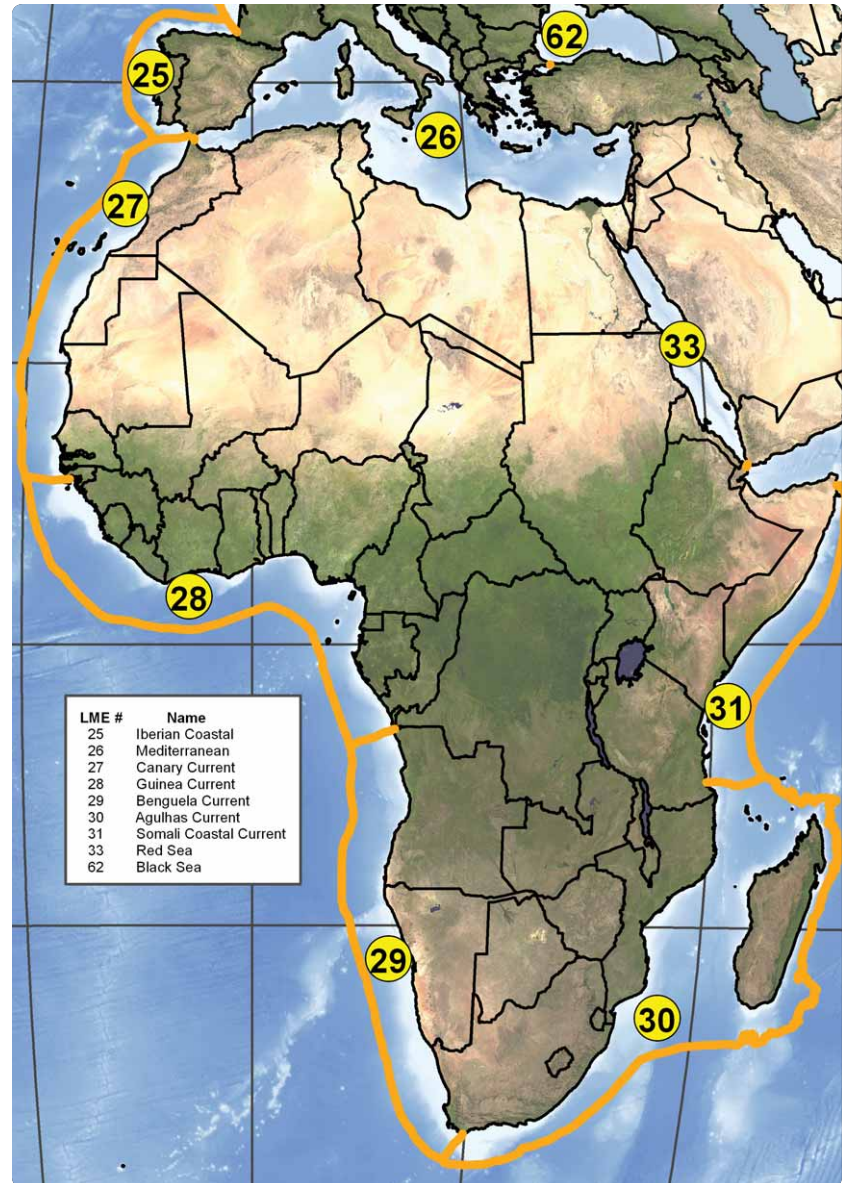 62
25
26
27
33
28
31
LME # Name
25 Iberian Coastal
26 Mediterranean
27 Canary Current
28 Guinea Current
29 Benguela Current
30 Agulhas Current
31 Somali Coastal Current
33 Red Sea
62 Black Sea
29
30